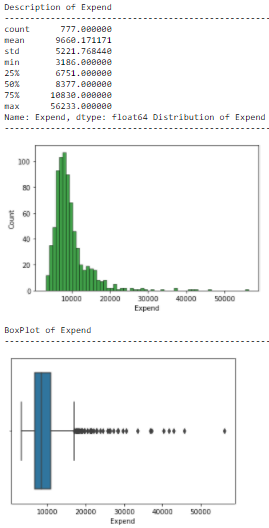 Description of Expend
----------------------------------------------------
count 777.000000
mean 9660.171171
std 5221.768440
min 3186.000000
25% 6751.000000
50% 8377.000000
75% 10830.000000
max 56233.000000
Name: Expend, dtype: float64 Distribution of Expend
----------------------------------------------------
100
80
60
40
20
0
Count
10000 20000 30000 40000 50000
Expend
BoxPlot of Expend
----------------------------------------------------
10000 20000 30000 40000 50000
Expend